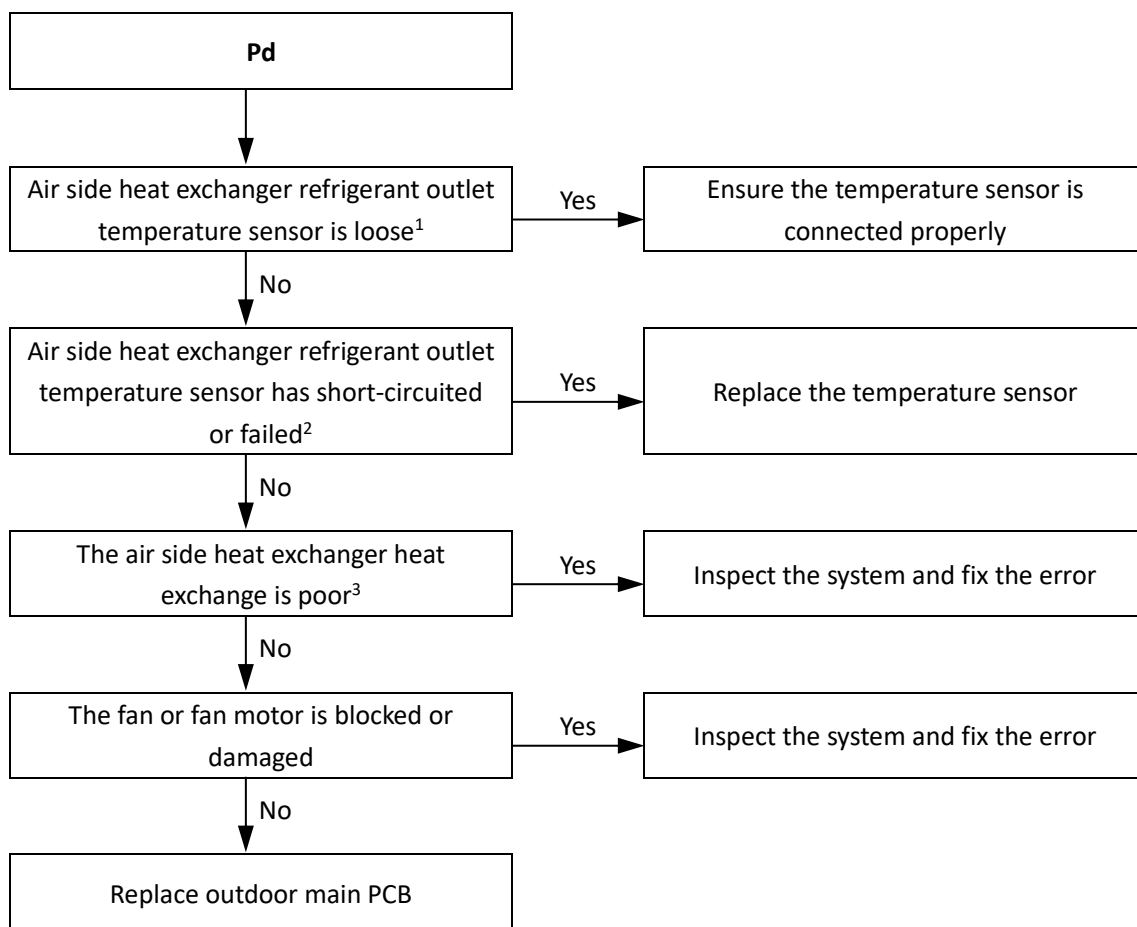 Pd
Air side heat exchanger refrigerant outlet
temperature sensor is loose¹
Yes
Ensure the temperature sensor is
connected properly
No
Air side heat exchanger refrigerant outlet
temperature sensor has short-circuited
or failed²
Yes
Replace the temperature sensor
No
The air side heat exchanger heat
exchange is poor³
Yes
Inspect the system and fix the error
No
The fan or fan motor is blocked or
damaged
Yes
Inspect the system and fix the error
No
Replace outdoor main PCB